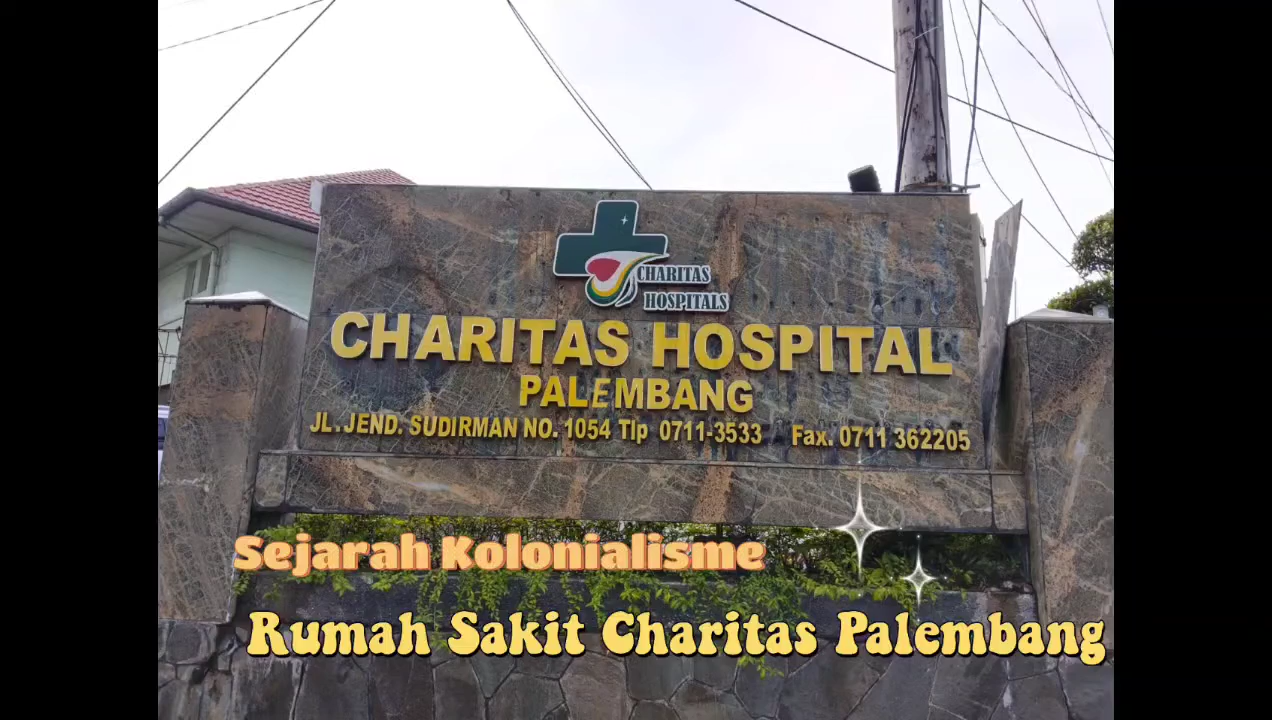 CHARITAS
HOSPITALS
CHARITAS HOSPITAL
PALEMBANG
JL. JEND. SUDIRMAN NO. 1054 Tlp 0711-3533 Fax. 0711 362205
Sejarah Kolonialisme
Rumah Sakit Charitas Palembang